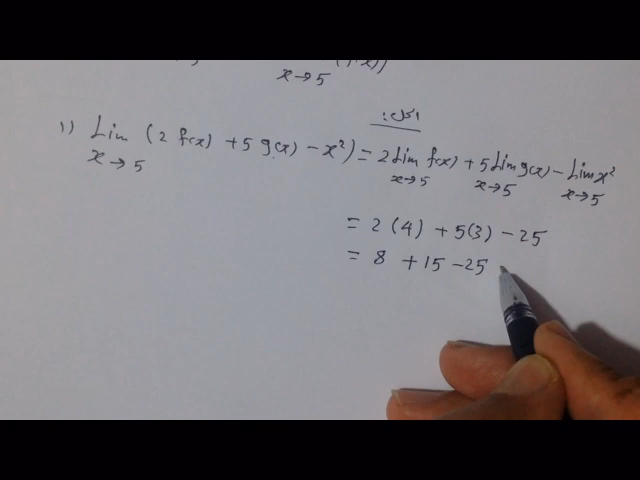 x→5
الحل:
1) Lim (2 f(x) + 5 g(x) − x²) = 2 Lim f(x) + 5 Lim g(x) − Lim x²
x→5 x→5 x→5 x→5
= 2 (4) + 5(3) − 25
= 8 + 15 − 25